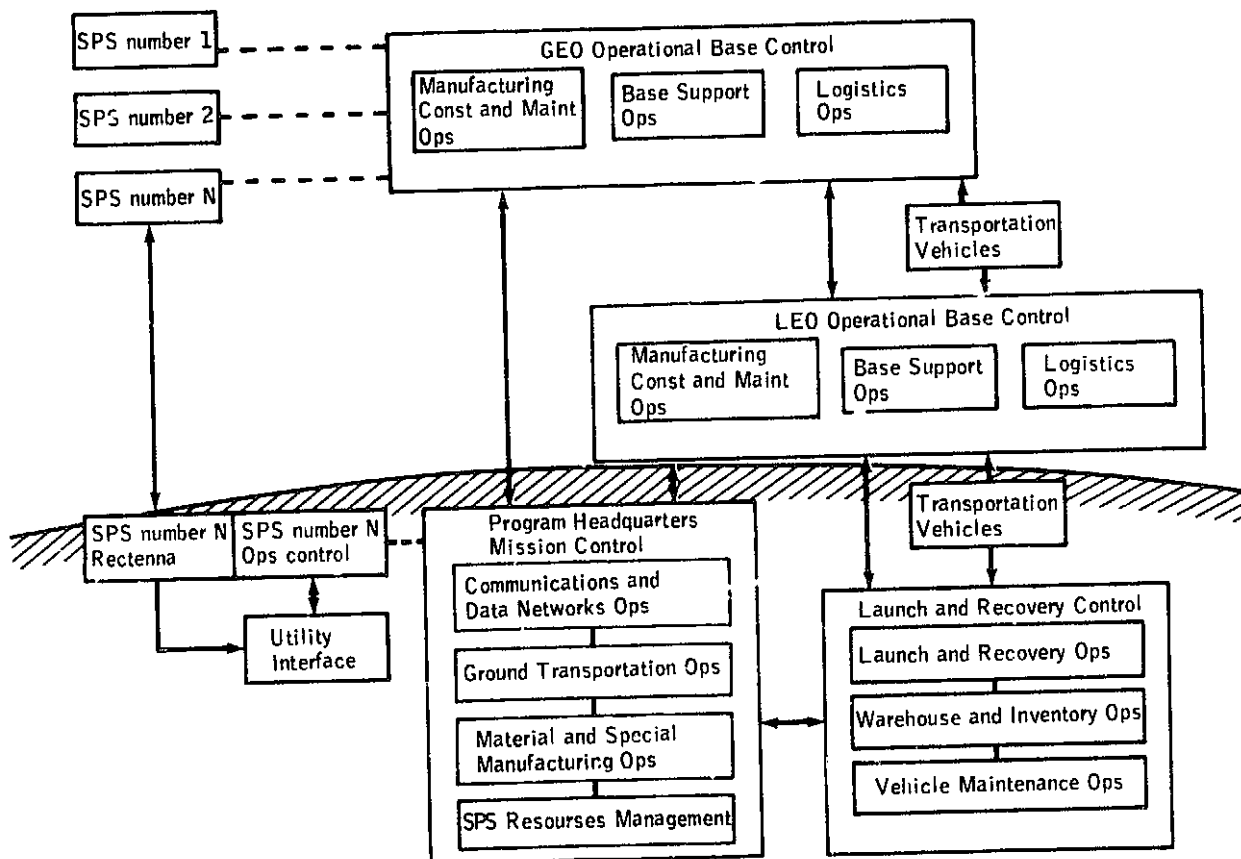 SPS number 1
SPS number 2
SPS number N
GEO Operational Base Control
Manufacturing
Const and Maint
Ops
Base Support
Ops
Logistics
Ops
Transportation
Vehicles
LEO Operational Base Control
Manufacturing
Const and Maint
Ops
Base Support
Ops
Logistics
Ops
SPS number N
Rectenna
SPS number N
Ops control
Utility
Interface
Program Headquarters
Mission Control
Communications and
Data Networks Ops
Ground Transportation Ops
Material and Special
Manufacturing Ops
SPS Resourses Management
Transportation
Vehicles
Launch and Recovery Control
Launch and Recovery Ops
Warehouse and Inventory Ops
Vehicle Maintenance Ops